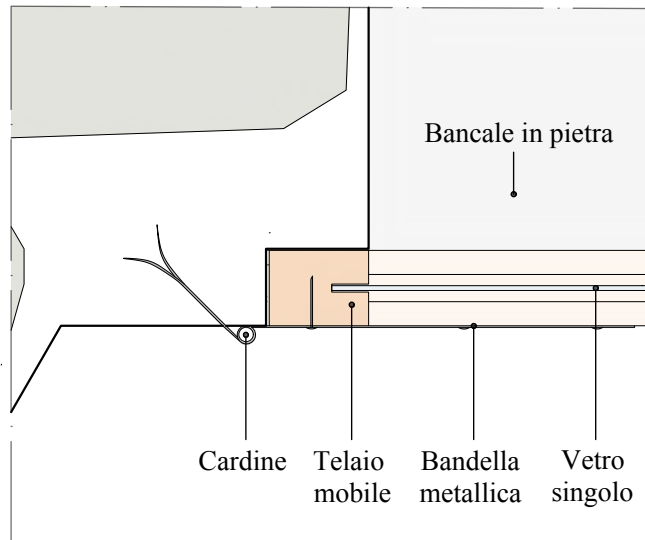 Bancale in pietra
Cardine
Telaio
mobile
Bandella
metallica
Vetro
singolo